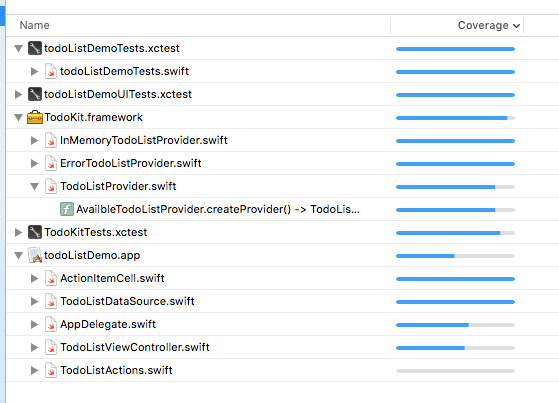 Name Coverage
todoListDemoTests.xctest
todoListDemoTests.swift
todoListDemoUITests.xctest
TodoKit.framework
InMemoryTodoListProvider.swift
ErrorTodoListProvider.swift
TodoListProvider.swift
f AvailbleTodoListProvider.createProvider() -> TodoLis...
TodoKitTests.xctest
todoListDemo.app
ActionItemCell.swift
TodoListDataSource.swift
AppDelegate.swift
TodoListViewController.swift
TodoListActions.swift